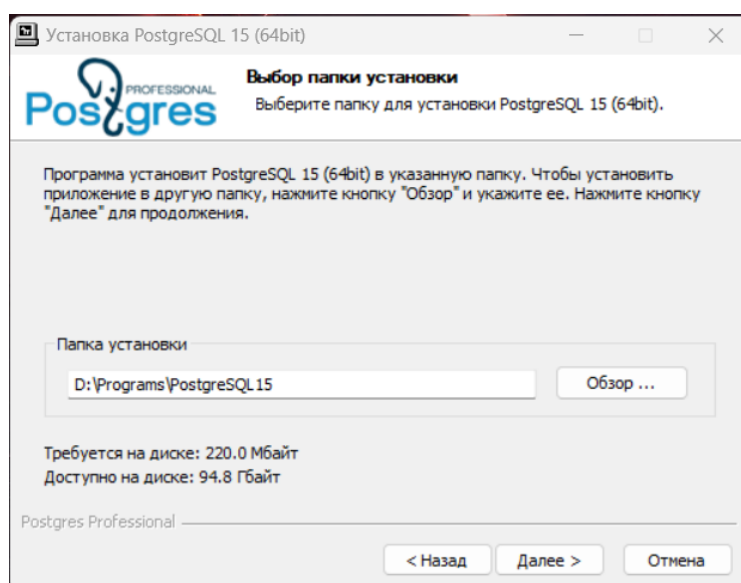 Установка PostgreSQL 15 (64bit)
PROFESSIONAL
Postgres
Выбор папки установки
Выберите папку для установки PostgreSQL 15 (64bit).
Программа установит PostgreSQL 15 (64bit) в указанную папку. Чтобы установить
приложение в другую папку, нажмите кнопку "Обзор" и укажите ее. Нажмите кнопку
"Далее" для продолжения.
Папка установки
D:\Programs\PostgreSQL15
Обзор ...
Требуется на диске: 220.0 Мбайт
Доступно на диске: 94.8 Гбайт
Postgres Professional
< Назад
Далее >
Отмена